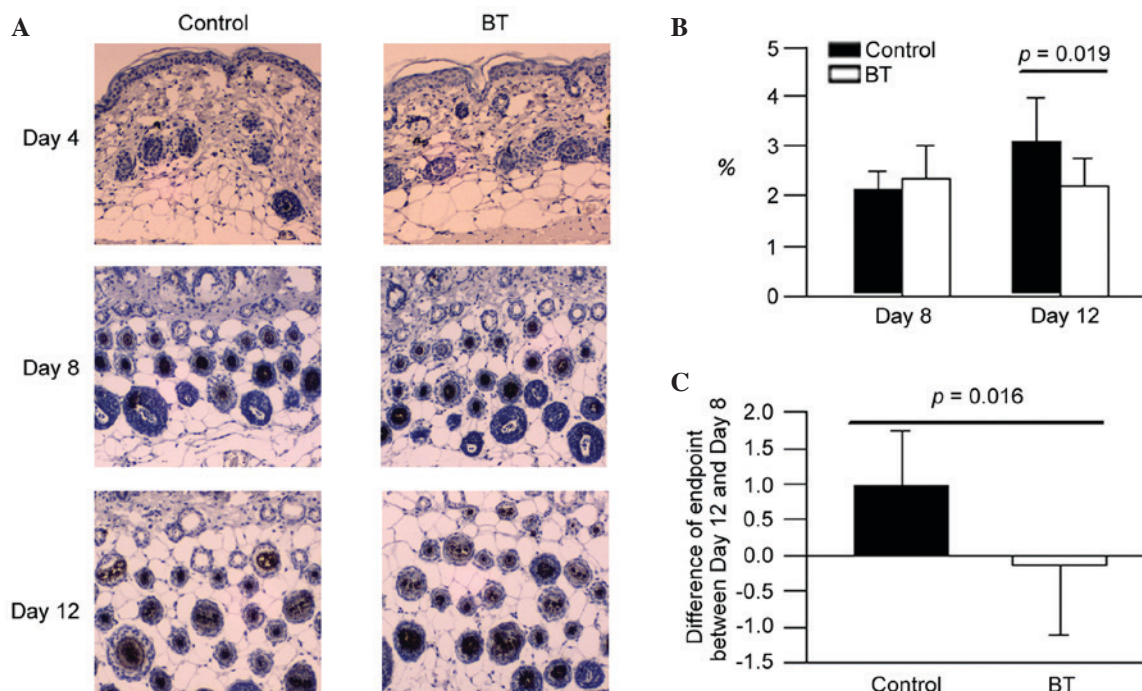 A
Control
BT
Day 4
Day 8
Day 12
B
5
4
3
2
1
0
%
Control
BT
p = 0.019
Day 8
Day 12
C
Difference of endpoint
between Day 12 and Day 8
2.0
1.5
1.0
0.5
0.0
-0.5
-1.0
-1.5
p = 0.016
Control
BT